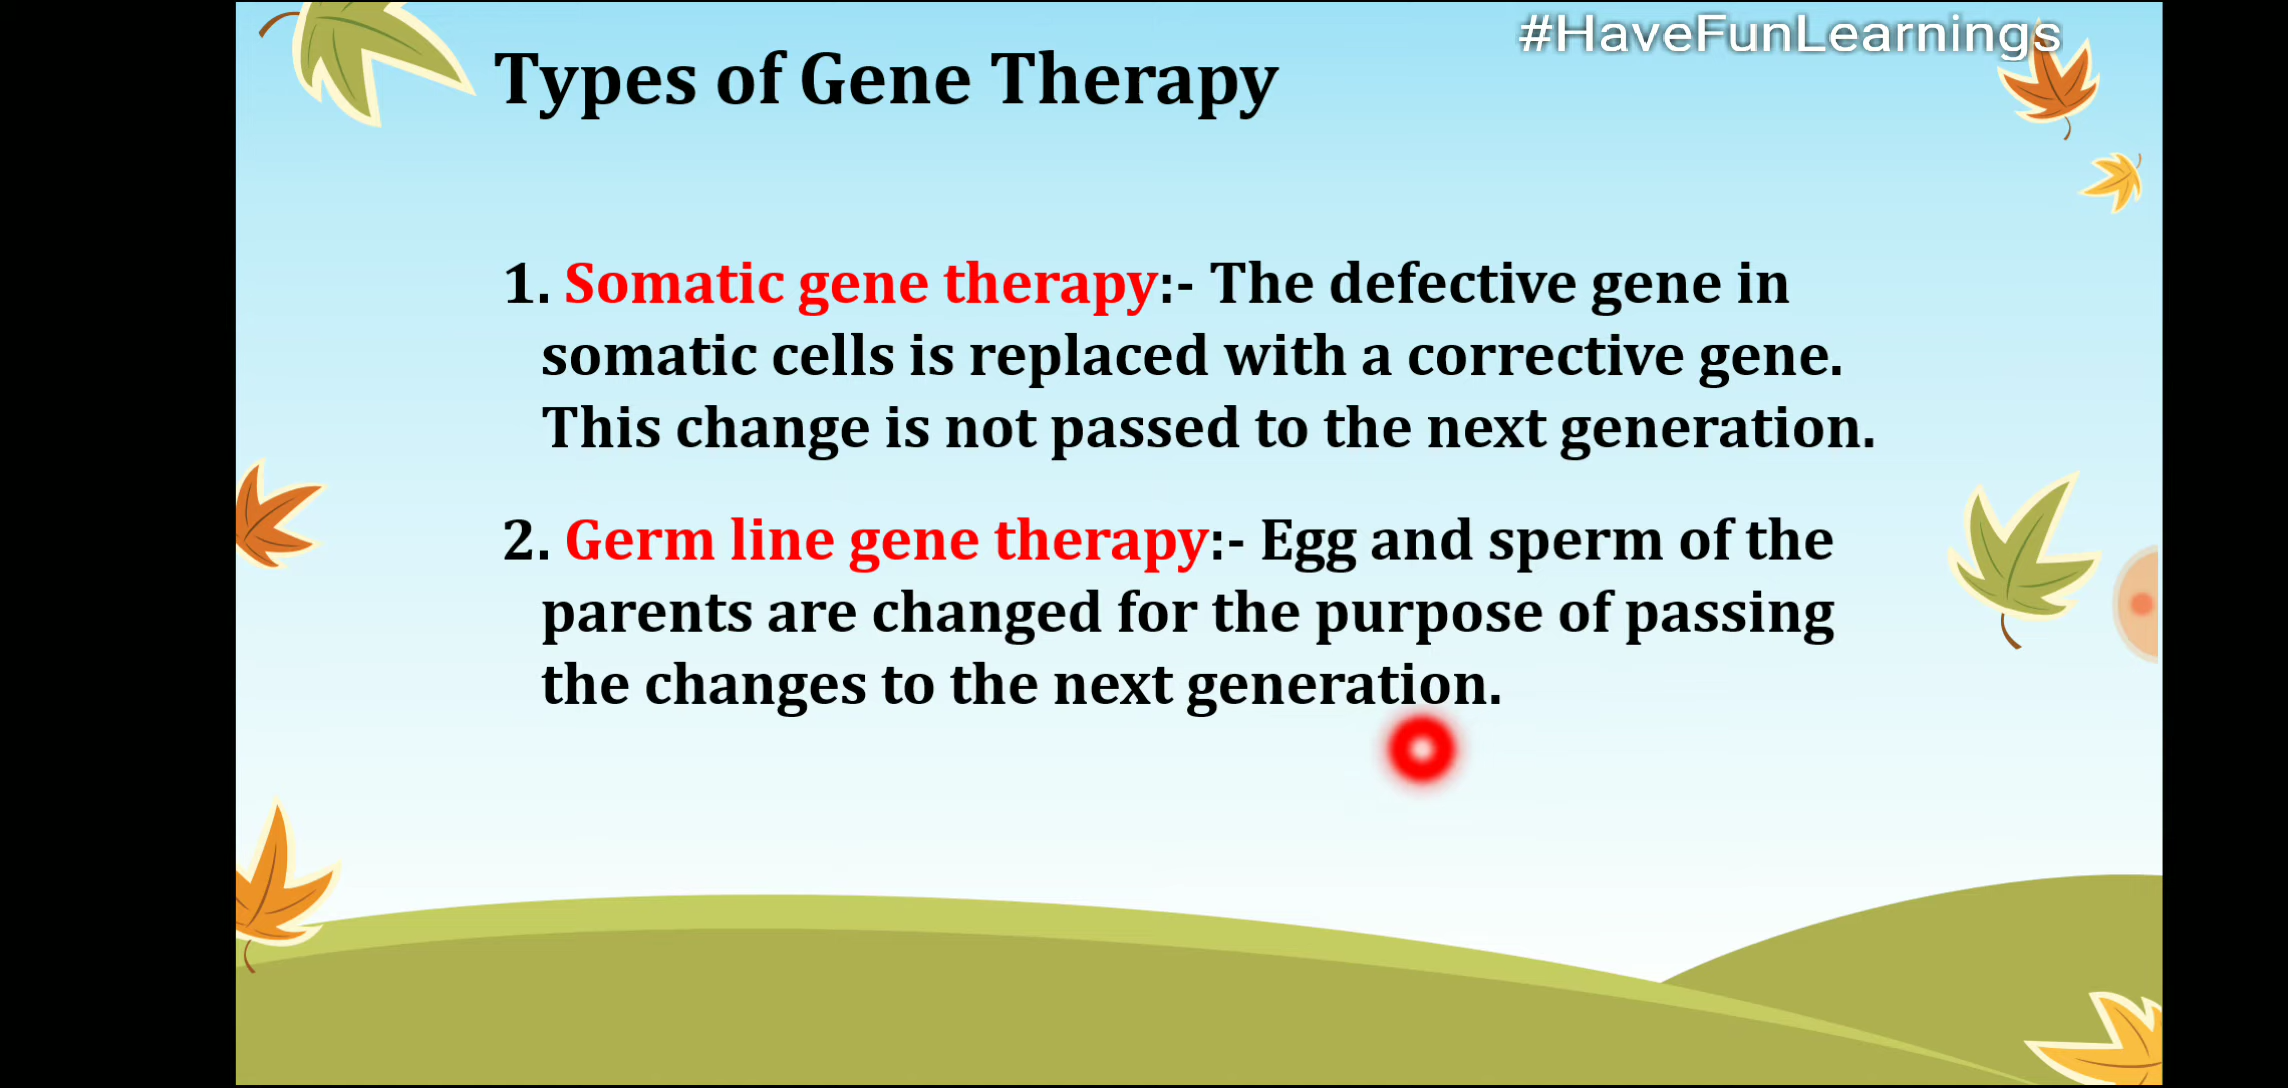 #HaveFunLearnings
Types of Gene Therapy
1. Somatic gene therapy:- The defective gene in
somatic cells is replaced with a corrective gene.
This change is not passed to the next generation.
2. Germ line gene therapy:- Egg and sperm of the
parents are changed for the purpose of passing
the changes to the next generation.